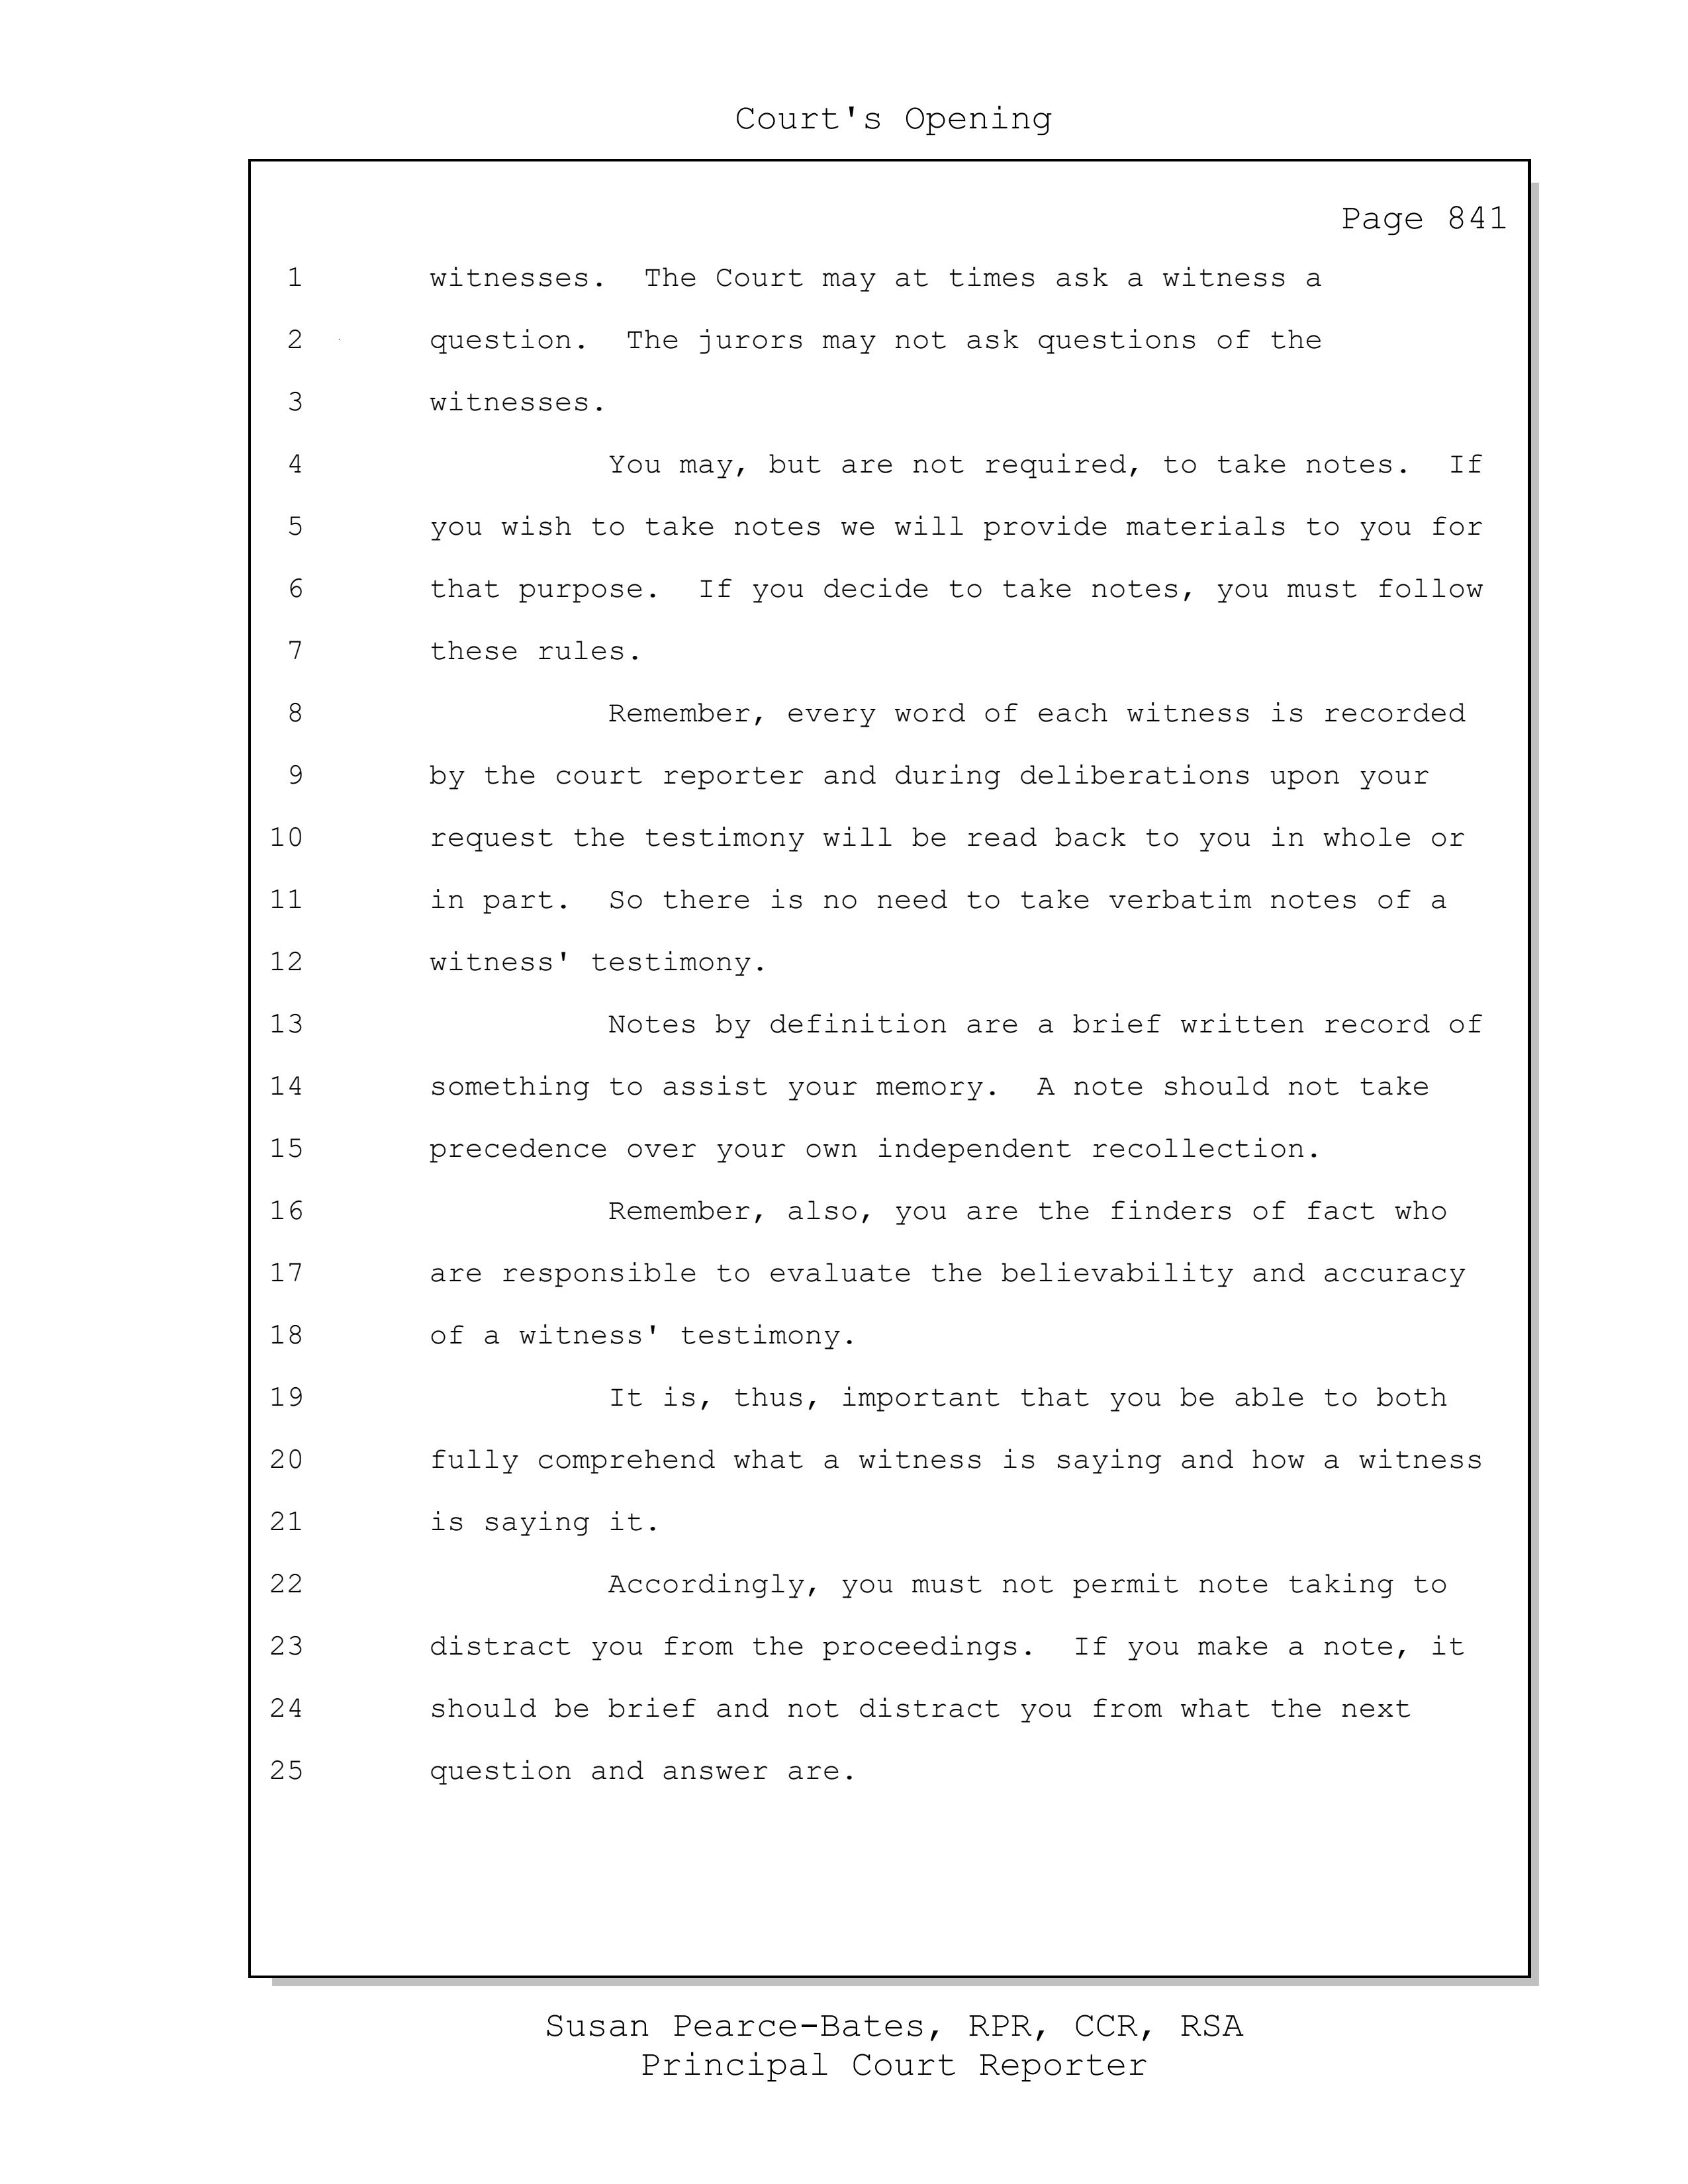 Court's Opening
Page 841
1 witnesses.  The Court may at times ask a witness a
2 question.  The jurors may not ask questions of the
3 witnesses.
4 You may, but are not required, to take notes.  If
5 you wish to take notes we will provide materials to you for
6 that purpose.  If you decide to take notes, you must follow
7 these rules.
8 Remember, every word of each witness is recorded
9 by the court reporter and during deliberations upon your
10 request the testimony will be read back to you in whole or
11 in part.  So there is no need to take verbatim notes of a
12 witness' testimony.
13 Notes by definition are a brief written record of
14 something to assist your memory.  A note should not take
15 precedence over your own independent recollection.
16 Remember, also, you are the finders of fact who
17 are responsible to evaluate the believability and accuracy
18 of a witness' testimony.
19 It is, thus, important that you be able to both
20 fully comprehend what a witness is saying and how a witness
21 is saying it.
22 Accordingly, you must not permit note taking to
23 distract you from the proceedings.  If you make a note, it
24 should be brief and not distract you from what the next
25 question and answer are.
Susan Pearce-Bates, RPR, CCR, RSA
Principal Court Reporter